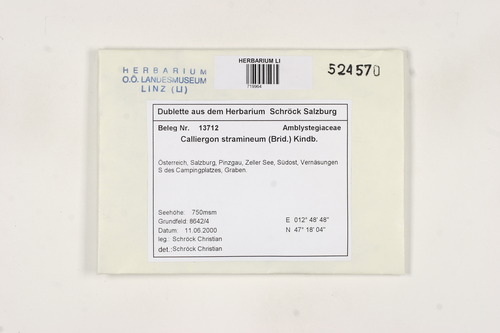 HERBARIUM
O.Ö. LANDESMUSEUM
LINZ (LI)
HERBARIUM LI
524570
Dublette aus dem Herbarium Schröck Salzburg
Beleg Nr. 13712 Amblystegiaceae
Calliergon stramineum (Brid.) Kindb.
Österreich, Salzburg, Pinzgau, Zeller See, Südost, Vernässungen
S des Campingplatzes, Graben.
Seehöhe: 750msm E 012° 48' 48"
Grundfeld: 8642/4
Datum: 11.06.2000 N 47° 18' 04"
leg.: Schröck Christian
det.: Schröck Christian